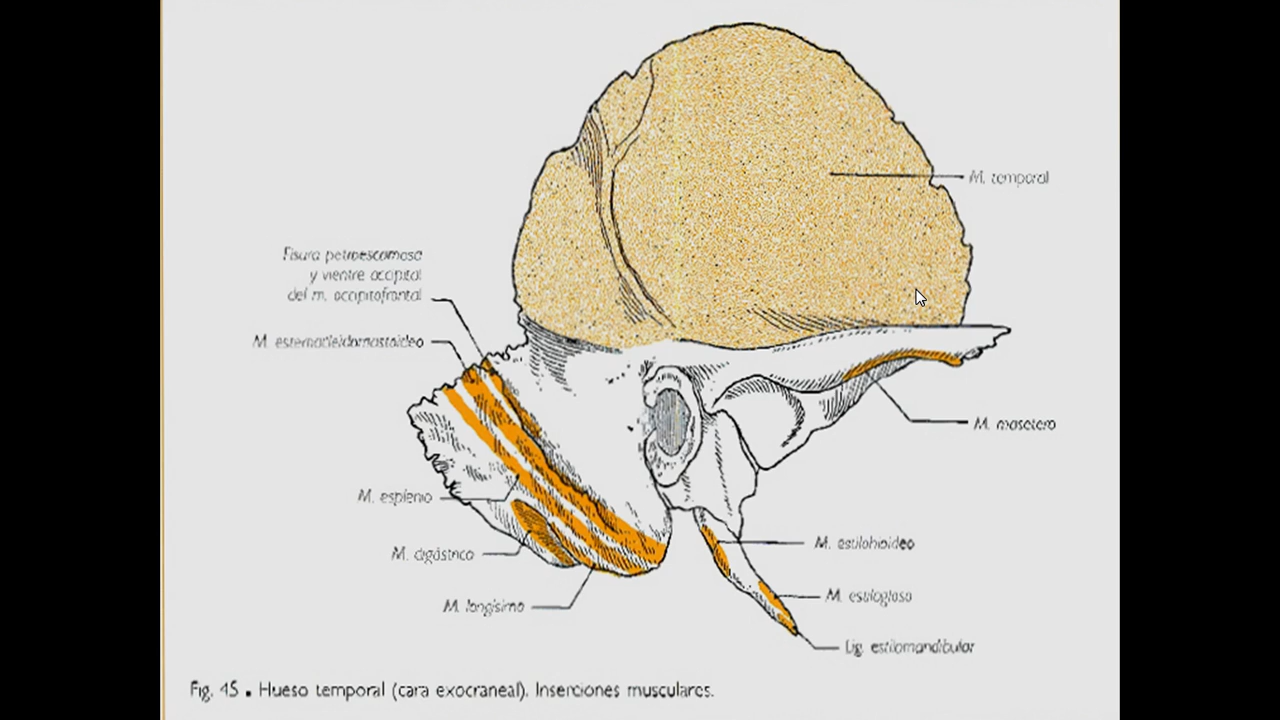 M. temporal
Fisura petroescamosa
y vientre occipital
del m. occipitofrontal
M. esternocleidomastoideo
M. masetero
M. esplenio
M. digástrico
M. longísimo
M. estilohioideo
M. estilogloso
Lig. estilomandibular
Fig. 45 ▪ Hueso temporal (cara exocraneal). Inserciones musculares.